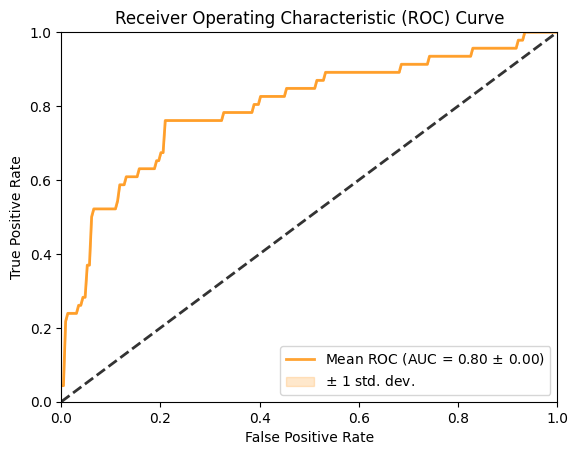 Receiver Operating Characteristic (ROC) Curve
1.0
0.8
0.6
0.4
0.2
0.0
True Positive Rate
Mean ROC (AUC = 0.80 ± 0.00)
± 1 std. dev.
0.0 0.2 0.4 0.6 0.8 1.0
False Positive Rate